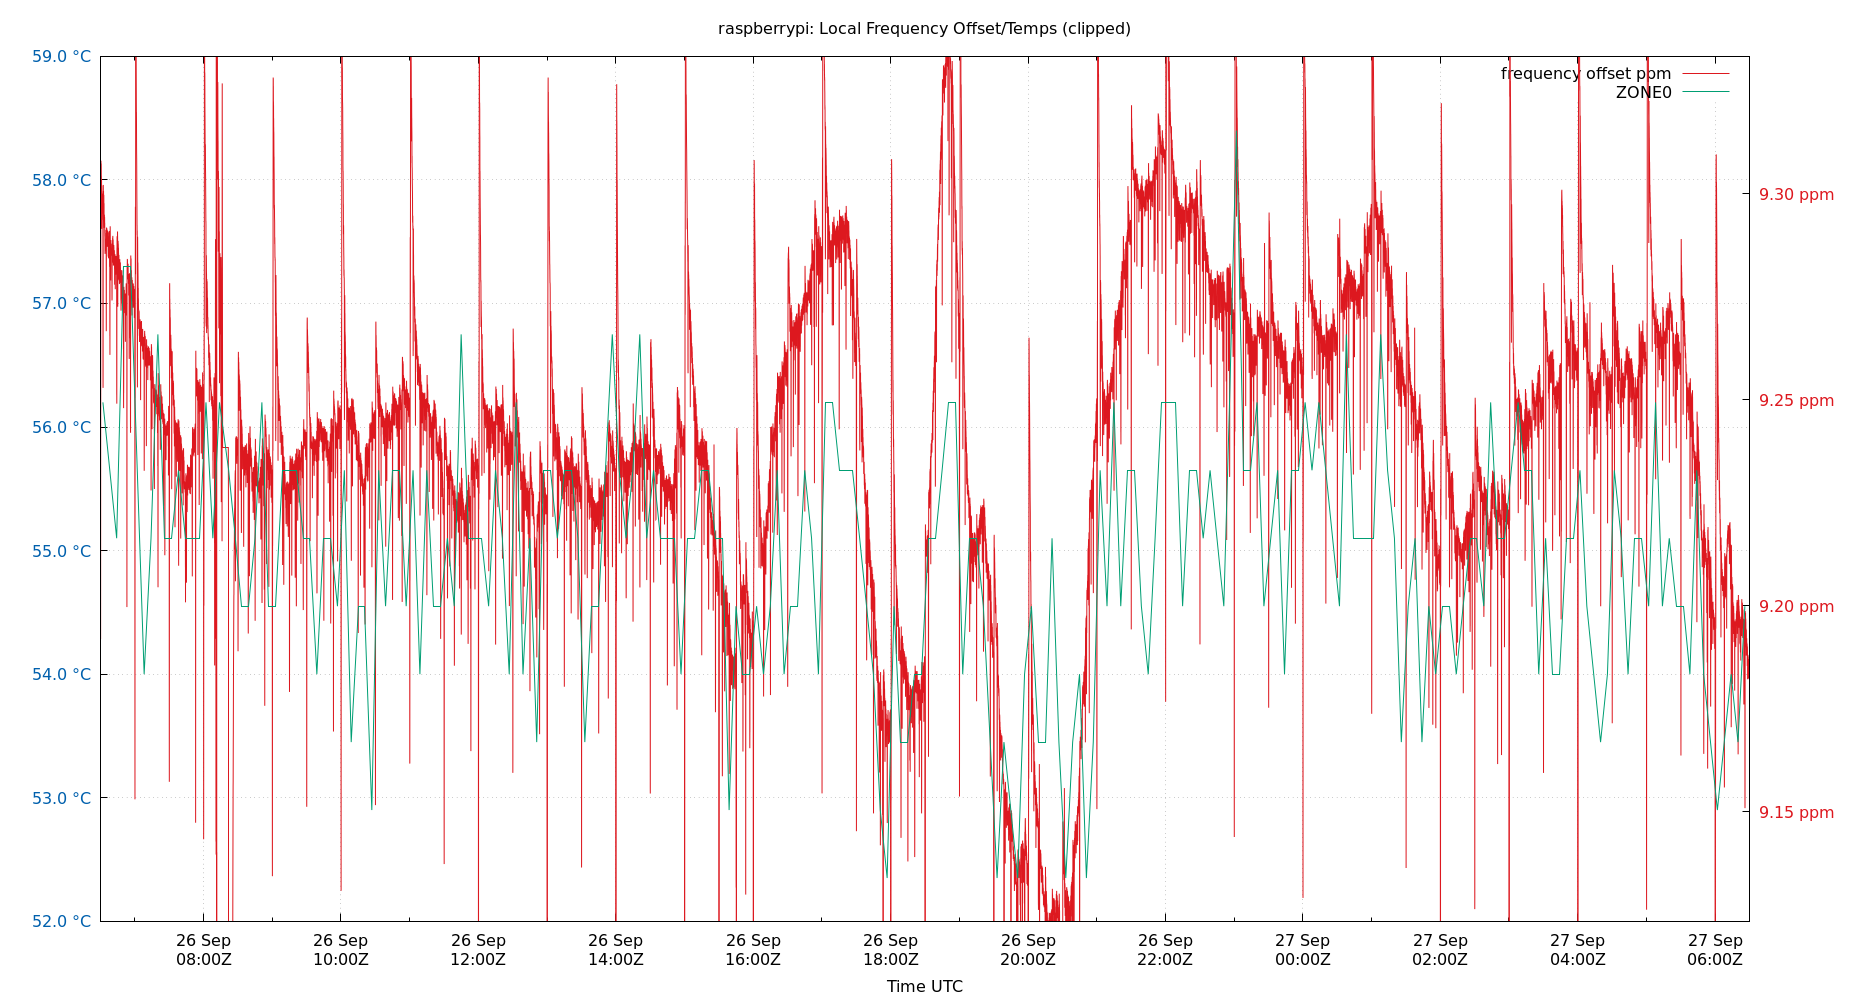 raspberrypi: Local Frequency Offset/Temps (clipped)
59.0 °C
58.0 °C
57.0 °C
56.0 °C
55.0 °C
54.0 °C
53.0 °C
52.0 °C
frequency offset ppm
ZONE0
9.30 ppm
9.25 ppm
9.20 ppm
9.15 ppm
26 Sep
08:00Z
26 Sep
10:00Z
26 Sep
12:00Z
26 Sep
14:00Z
26 Sep
16:00Z
26 Sep
18:00Z
26 Sep
20:00Z
26 Sep
22:00Z
27 Sep
00:00Z
27 Sep
02:00Z
27 Sep
04:00Z
27 Sep
06:00Z
Time UTC